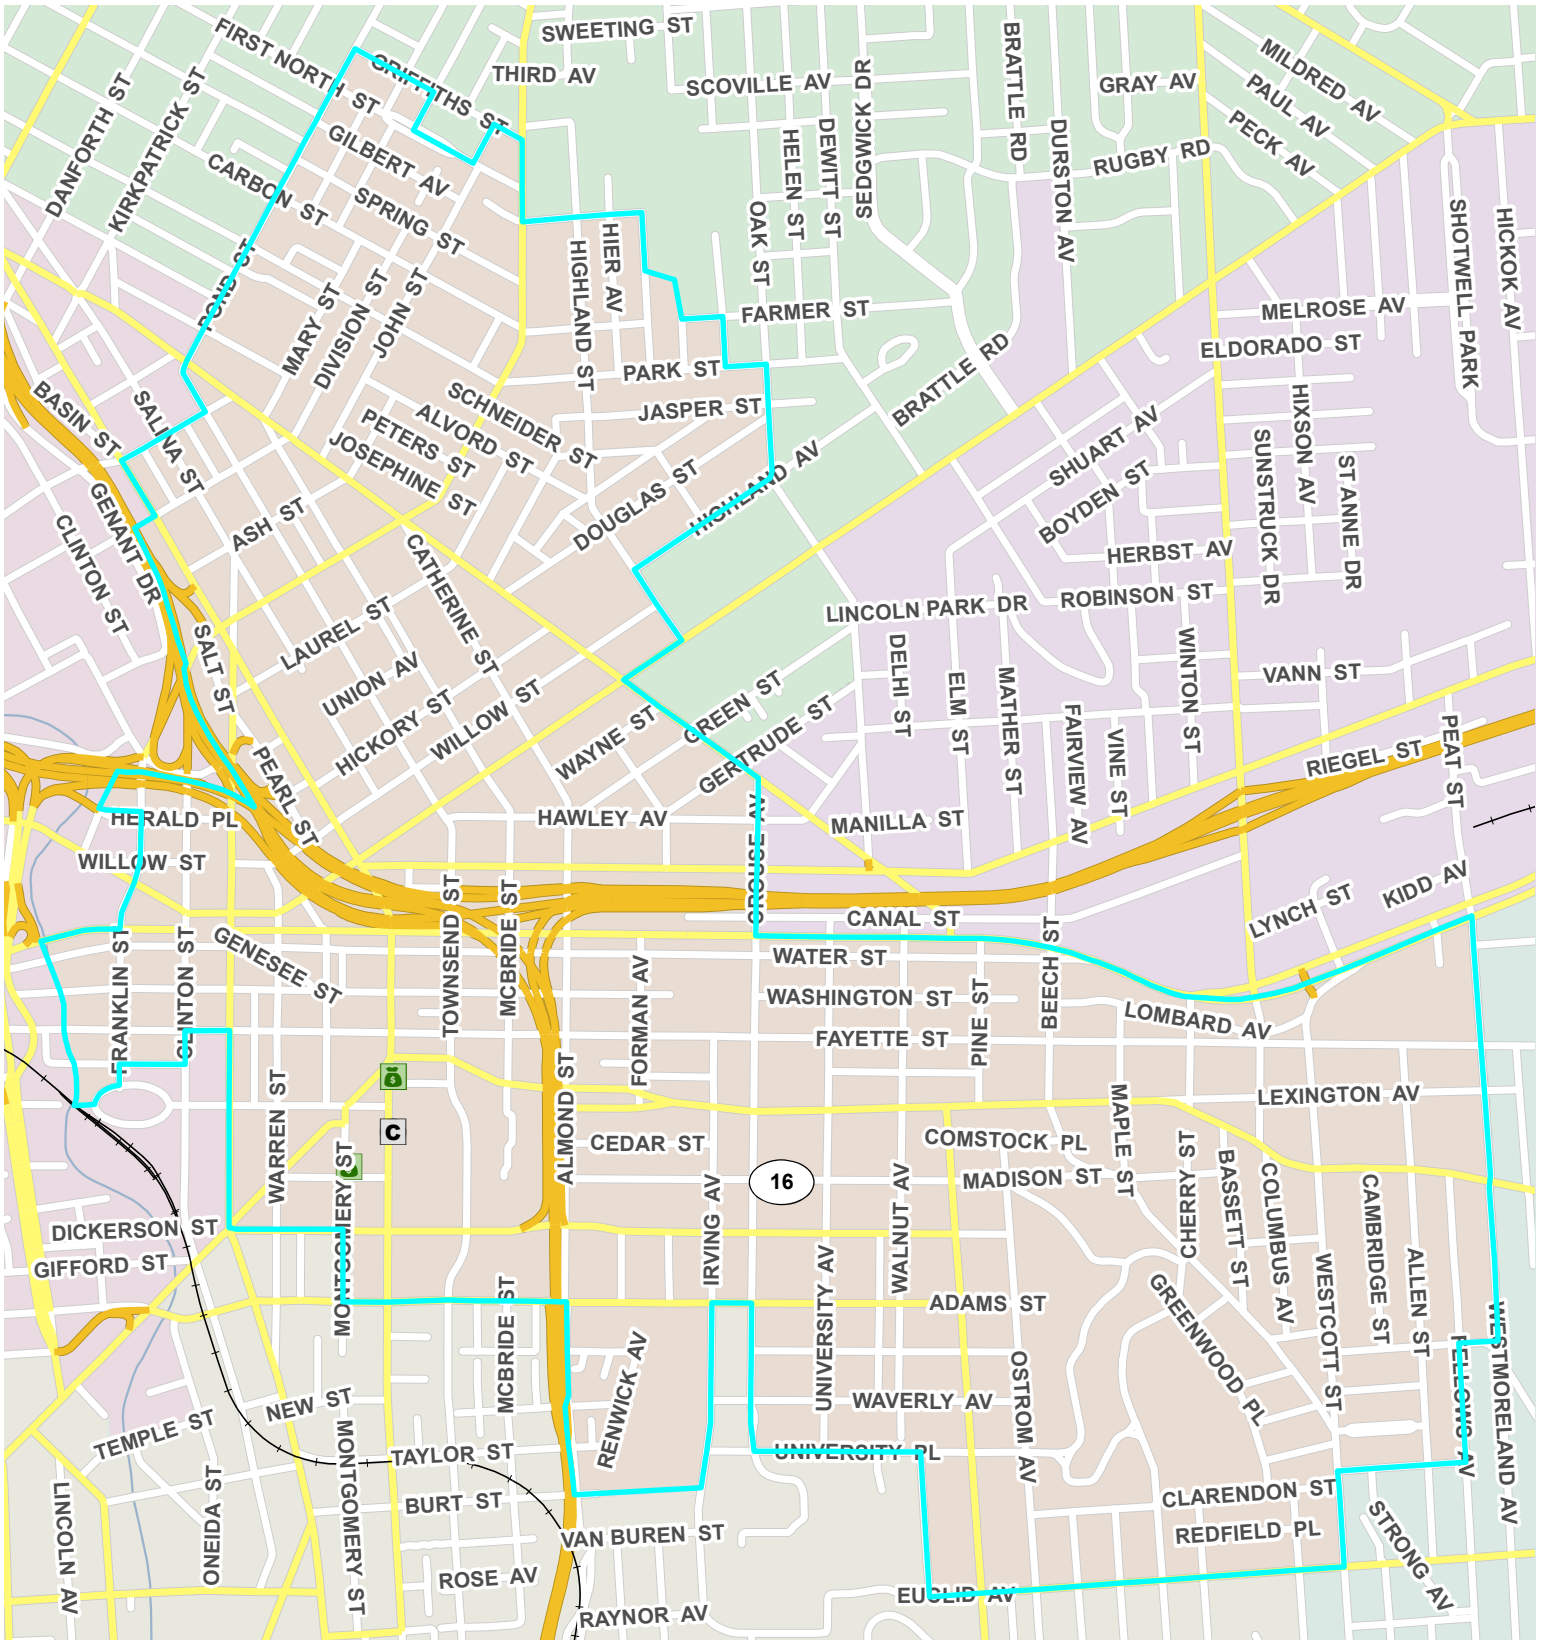 SWEETING ST
FIRST NORTH ST
GRIFFITHS ST
THIRD AV
SCOVILLE AV
SEDGWICK DR
BRATTLE RD
GRAY AV
MILDRED AV
PAUL AV
PECK AV
DANFORTH ST
KIRKPATRICK ST
GILBERT AV
HELEN ST
DEWITT ST
DURSTON AV
RUGBY RD
CARBON ST
SPRING ST
OAK ST
SHOTWELL PARK
HICKOK AV
HIER AV
HIGHLAND ST
POND ST
MARY ST
DIVISION ST
JOHN ST
FARMER ST
MELROSE AV
ELDORADO ST
BRATTLE RD
PARK ST
JASPER ST
BASIN ST
SALINA ST
SCHNEIDER ST
ALVORD ST
PETERS ST
JOSEPHINE ST
SHUART AV
HIXSON AV
SUNSTRUCK DR
ST ANNE DR
BOYDEN ST
HIGHLAND AV
DOUGLAS ST
GENANT DR
ASH ST
CLINTON ST
CATHERINE ST
HERBST AV
ROBINSON ST
LINCOLN PARK DR
LAUREL ST
SALT ST
UNION AV
HICKORY ST
WILLOW ST
WAYNE ST
GREEN ST
GERTRUDE ST
DELHI ST
ELM ST
MATHER ST
FAIRVIEW AV
VINE ST
WINTON ST
VANN ST
PEAT ST
RIEGEL ST
PEARL ST
HERALD PL
HAWLEY AV
CROUSE AV
MANILLA ST
WILLOW ST
TOWNSEND ST
MCBRIDE ST
CANAL ST
LYNCH ST
KIDD AV
FRANKLIN ST
CLINTON ST
GENESEE ST
FORMAN AV
WATER ST
WASHINGTON ST
FAYETTE ST
PINE ST
BEECH ST
LOMBARD AV
WARREN ST
ALMOND ST
LEXINGTON AV
MAPLE ST
C
CEDAR ST
COMSTOCK PL
MADISON ST
CHERRY ST
BASSETT ST
COLUMBUS AV
CAMBRIDGE ST
16
MONTGOMERY ST
IRVING AV
WALNUT AV
DICKERSON ST
GIFFORD ST
UNIVERSITY AV
WESTCOTT ST
ALLEN ST
GREENWOOD PL
ADAMS ST
MCBRIDE ST
RENWICK AV
OSTROM AV
FELLOWS AV
WESTMORELAND AV
WAVERLY AV
UNIVERSITY PL
TEMPLE ST
NEW ST
MONTGOMERY ST
TAYLOR ST
BURT ST
CLARENDON ST
REDFIELD PL
STRONG AV
LINCOLN AV
ONEIDA ST
VAN BUREN ST
ROSE AV
EUCLID AV
RAYNOR AV